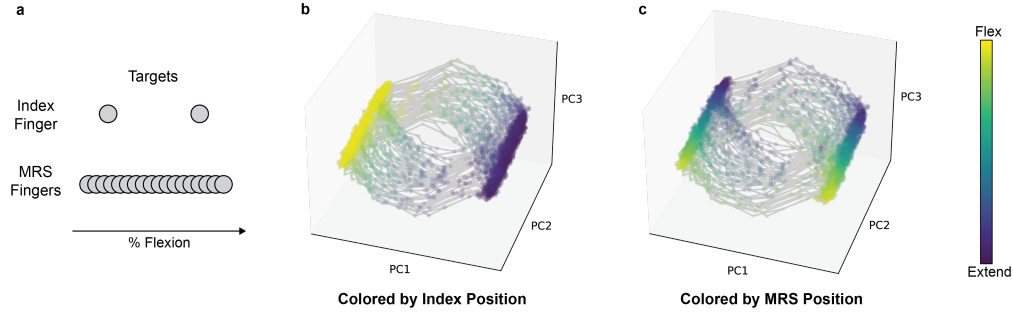 a
Targets
Index
Finger
MRS
Fingers
% Flexion
b
PC3
PC2
PC1
Colored by Index Position
c
PC3
PC2
PC1
Colored by MRS Position
Flex
Extend